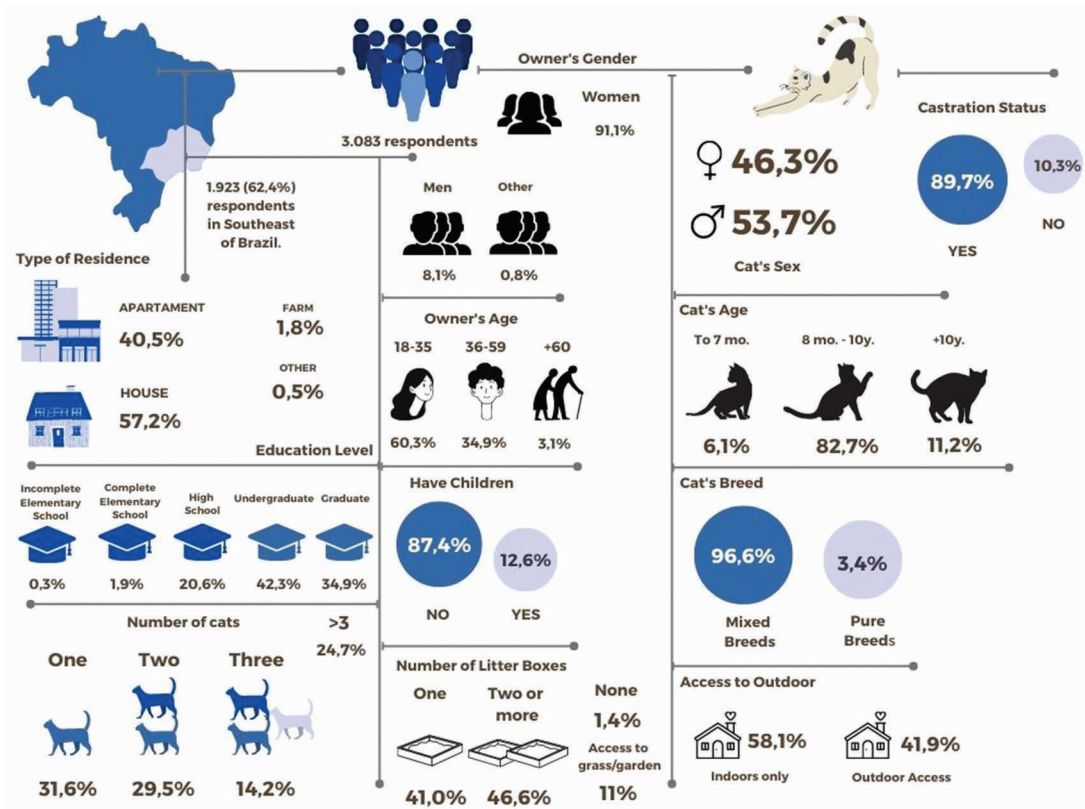 3.083 respondents
1.923 (62,4%)
respondents
in Southeast
of Brazil.
Type of Residence
APARTAMENT
40,5%
FARM
1,8%
HOUSE
57,2%
OTHER
0,5%
Education Level
Incomplete
Elementary
School
0,3%
Complete
Elementary
School
1,9%
High
School
20,6%
Undergraduate
42,3%
Graduate
34,9%
Number of cats
One
31,6%
Two
29,5%
Three
14,2%
>3
24,7%
Owner's Gender
Women
91,1%
Men
8,1%
Other
0,8%
Owner's Age
18-35
60,3%
36-59
34,9%
+60
3,1%
Have Children
87,4%
NO
12,6%
YES
Number of Litter Boxes
One
41,0%
Two or
more
46,6%
None
1,4%
Access to
grass/garden
11%
♀ 46,3%
♂ 53,7%
Cat's Sex
Castration Status
89,7%
YES
10,3%
NO
Cat's Age
To 7 mo.
6,1%
8 mo. - 10y.
82,7%
+10y.
11,2%
Cat's Breed
96,6%
Mixed
Breeds
3,4%
Pure
Breeds
Access to Outdoor
58,1%
Indoors only
41,9%
Outdoor Access